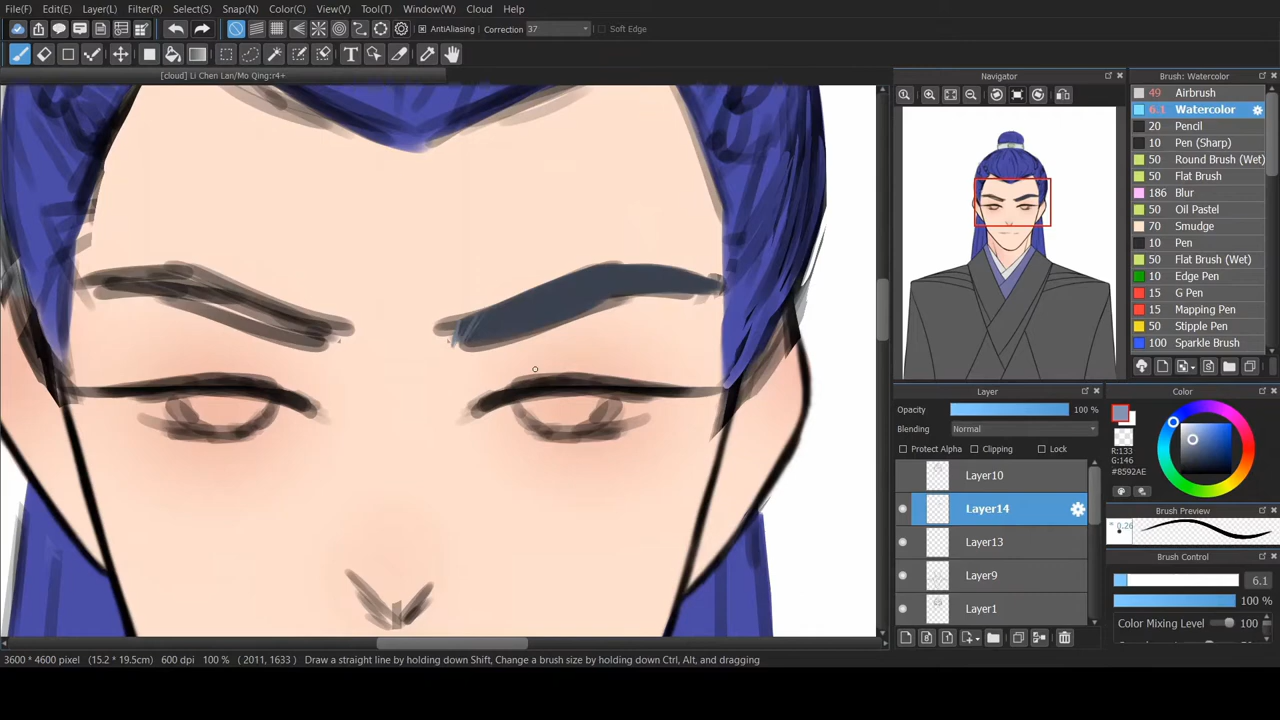 File(F) Edit(E) Layer(L) Filter(R) Select(S) Snap(N) Color(C) View(V) Tool(T) Window(W) Cloud Help
AntiAliasing Correction 37 Soft Edge
[cloud] Li Chen Lan/Mo Qing:r4+
Navigator
Brush: Watercolor
49 Airbrush
6.1 Watercolor
20 Pencil
10 Pen (Sharp)
50 Round Brush (Wet)
50 Flat Brush
186 Blur
50 Oil Pastel
70 Smudge
10 Pen
50 Flat Brush (Wet)
10 Edge Pen
15 G Pen
15 Mapping Pen
50 Stipple Pen
100 Sparkle Brush
Layer
Opacity 100 %
Blending Normal
Protect Alpha Clipping Lock
Layer10
Layer14
Layer13
Layer9
Layer1
Color
R:133
G:146
#8592AE
Brush Preview
* 0.26
Brush Control
6.1
100 %
Color Mixing Level 100
3600 * 4600 pixel (15.2 * 19.5cm) 600 dpi 100 % ( 2011, 1633 ) Draw a straight line by holding down Shift, Change a brush size by holding down Ctrl, Alt, and dragging